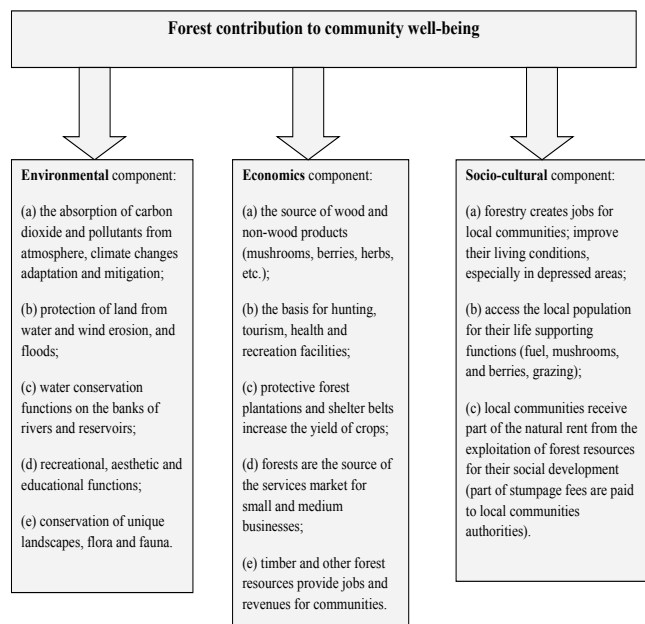 Forest contribution to community well-being
Environmental component:
(a) the absorption of carbon
dioxide and pollutants from
atmosphere, climate changes
adaptation and mitigation;
(b) protection of land from
water and wind erosion, and
floods;
(c) water conservation
functions on the banks of
rivers and reservoirs;
(d) recreational, aesthetic and
educational functions;
(e) conservation of unique
landscapes, flora and fauna.
Economics component:
(a) the source of wood and
non-wood products
(mushrooms, berries, herbs,
etc.);
(b) the basis for hunting,
tourism, health and
recreation facilities;
(c) protective forest
plantations and shelter belts
increase the yield of crops;
(d) forests are the source of
the services market for
small and medium
businesses;
(e) timber and other forest
resources provide jobs and
revenues for communities.
Socio-cultural component:
(a) forestry creates jobs for
local communities; improve
their living conditions,
especially in depressed areas;
(b) access the local population
for their life supporting
functions (fuel, mushrooms,
and berries, grazing);
(c) local communities receive
part of the natural rent from the
exploitation of forest resources
for their social development
(part of stumpage fees are paid
to local communities
authorities).